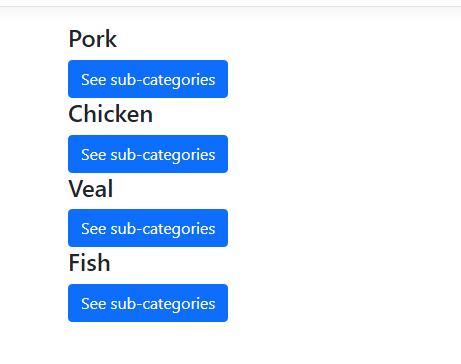 Pork
See sub-categories
Chicken
See sub-categories
Veal
See sub-categories
Fish
See sub-categories